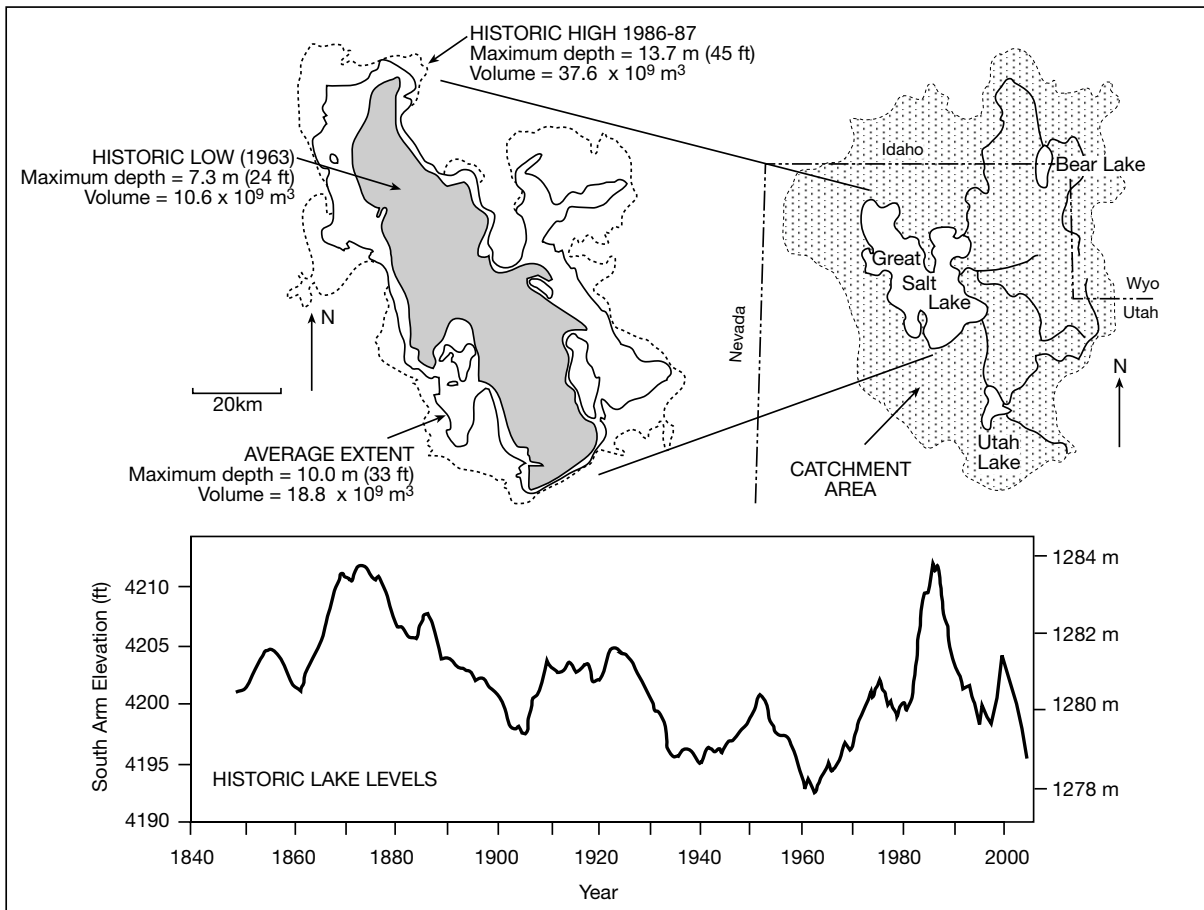 HISTORIC HIGH 1986-87
Maximum depth = 13.7 m (45 ft)
Volume = 37.6 x 10⁹ m³
HISTORIC LOW (1963)
Maximum depth = 7.3 m (24 ft)
Volume = 10.6 x 10⁹ m³
N
20km
AVERAGE EXTENT
Maximum depth = 10.0 m (33 ft)
Volume = 18.8 x 10⁹ m³
Idaho
Bear Lake
Great
Salt
Lake
Wyo
Utah
Nevada
N
Utah
Lake
CATCHMENT
AREA
South Arm Elevation (ft)
4210
4205
4200
4195
4190
1284 m
1282 m
1280 m
1278 m
HISTORIC LAKE LEVELS
1840
1860
1880
1900
1920
1940
1960
1980
2000
Year